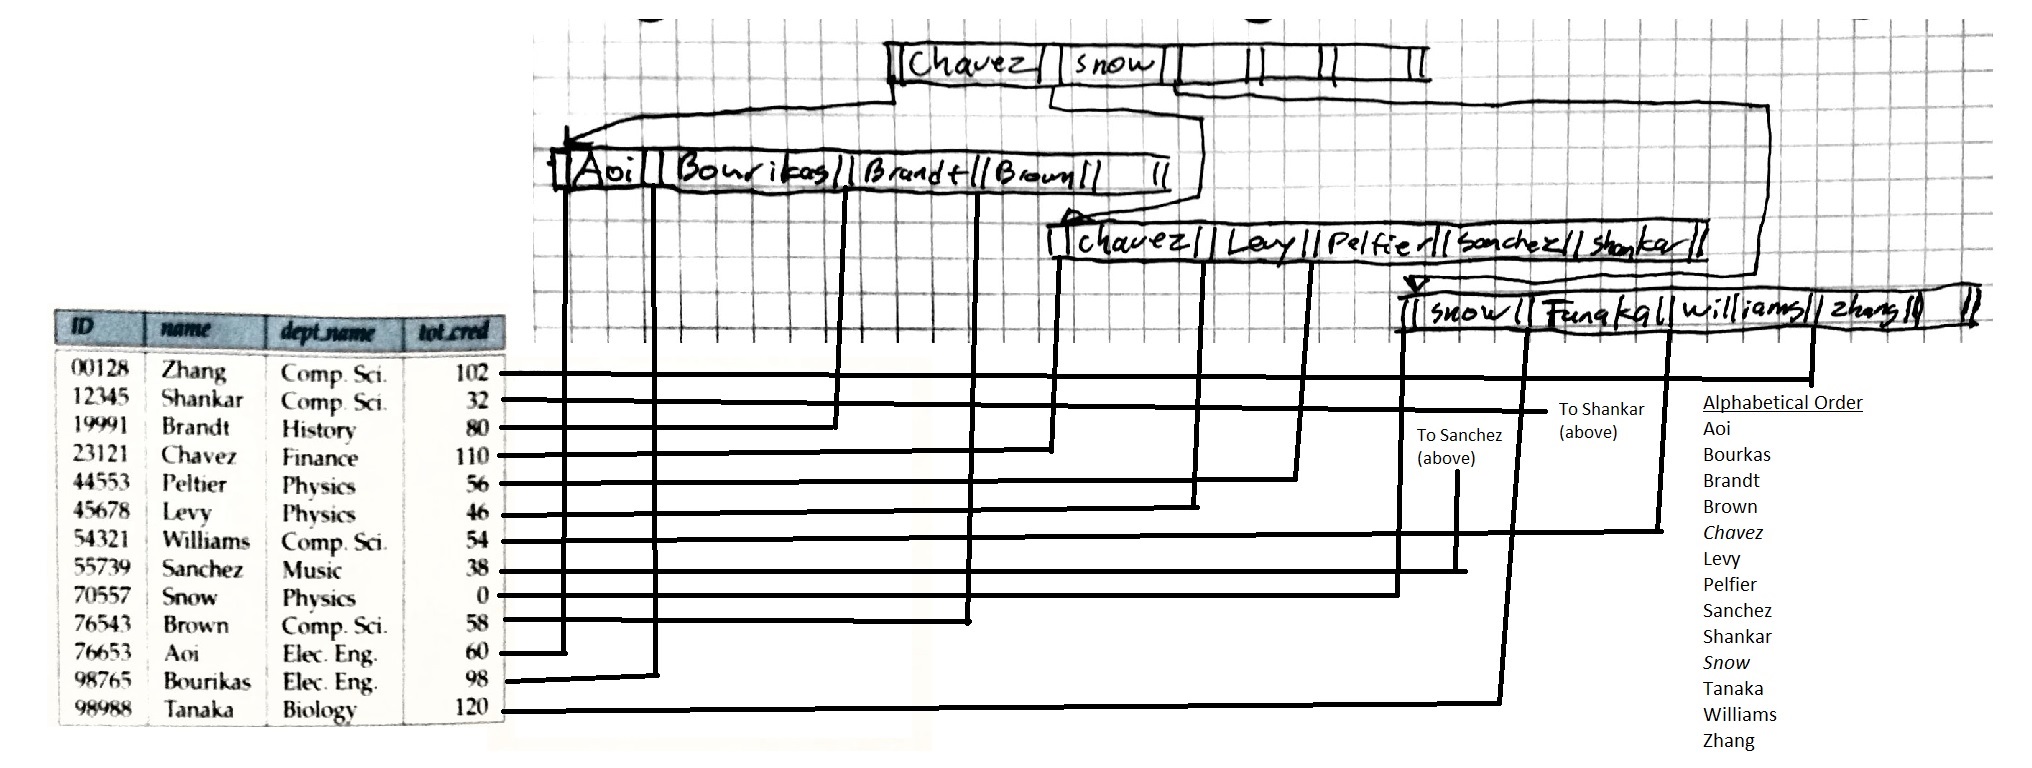 Chavez snow
Aoi Bourikas Brandt Brown
chavez Levy Pelfier Sanchez Shankar
snow Tanaka williams zhang
ID name dept_name tot_cred
00128 Zhang Comp. Sci. 102
12345 Shankar Comp. Sci. 32
19991 Brandt History 80
23121 Chavez Finance 110
44553 Peltier Physics 56
45678 Levy Physics 46
54321 Williams Comp. Sci. 54
55739 Sanchez Music 38
70557 Snow Physics 0
76543 Brown Comp. Sci. 58
76653 Aoi Elec. Eng. 60
98765 Bourikas Elec. Eng. 98
98988 Tanaka Biology 120
To Shankar
(above)
To Sanchez
(above)
Alphabetical Order
Aoi
Bourkas
Brandt
Brown
Chavez
Levy
Pelfier
Sanchez
Shankar
Snow
Tanaka
Williams
Zhang